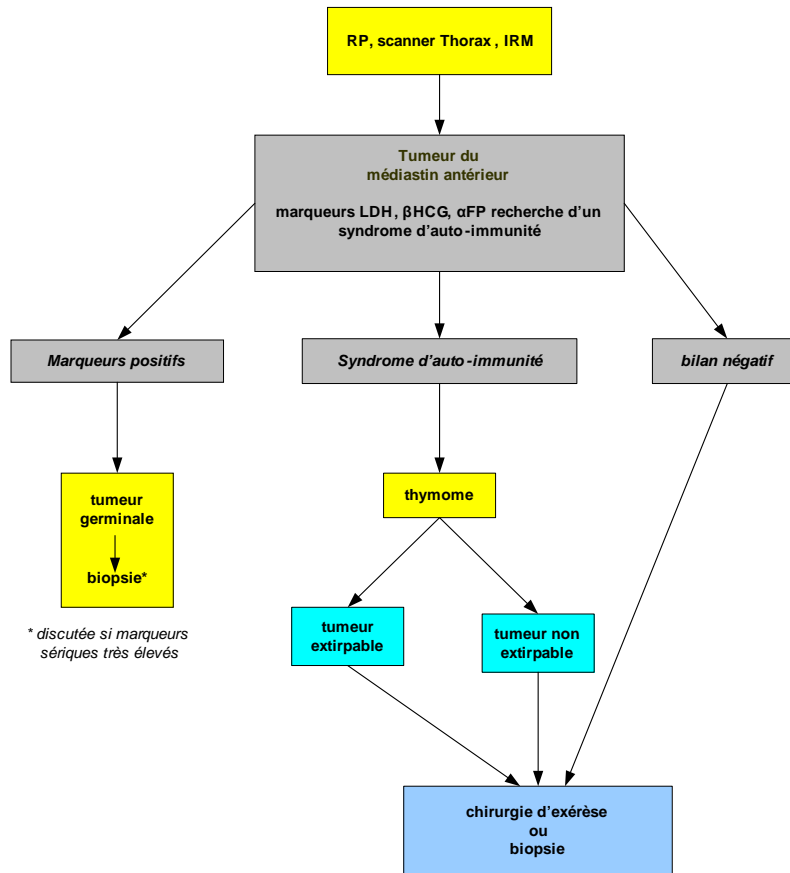 RP, scanner Thorax, IRM
Tumeur du
médiastin antérieur
marqueurs LDH, βHCG, αFP recherche d'un
syndrome d'auto-immunité
Marqueurs positifs
Syndrome d'auto-immunité
bilan négatif
tumeur
germinale
biopsie*
thymome
* discutée si marqueurs
sériques très élevés
tumeur
extirpable
tumeur non
extirpable
chirurgie d'exérèse
ou
biopsie